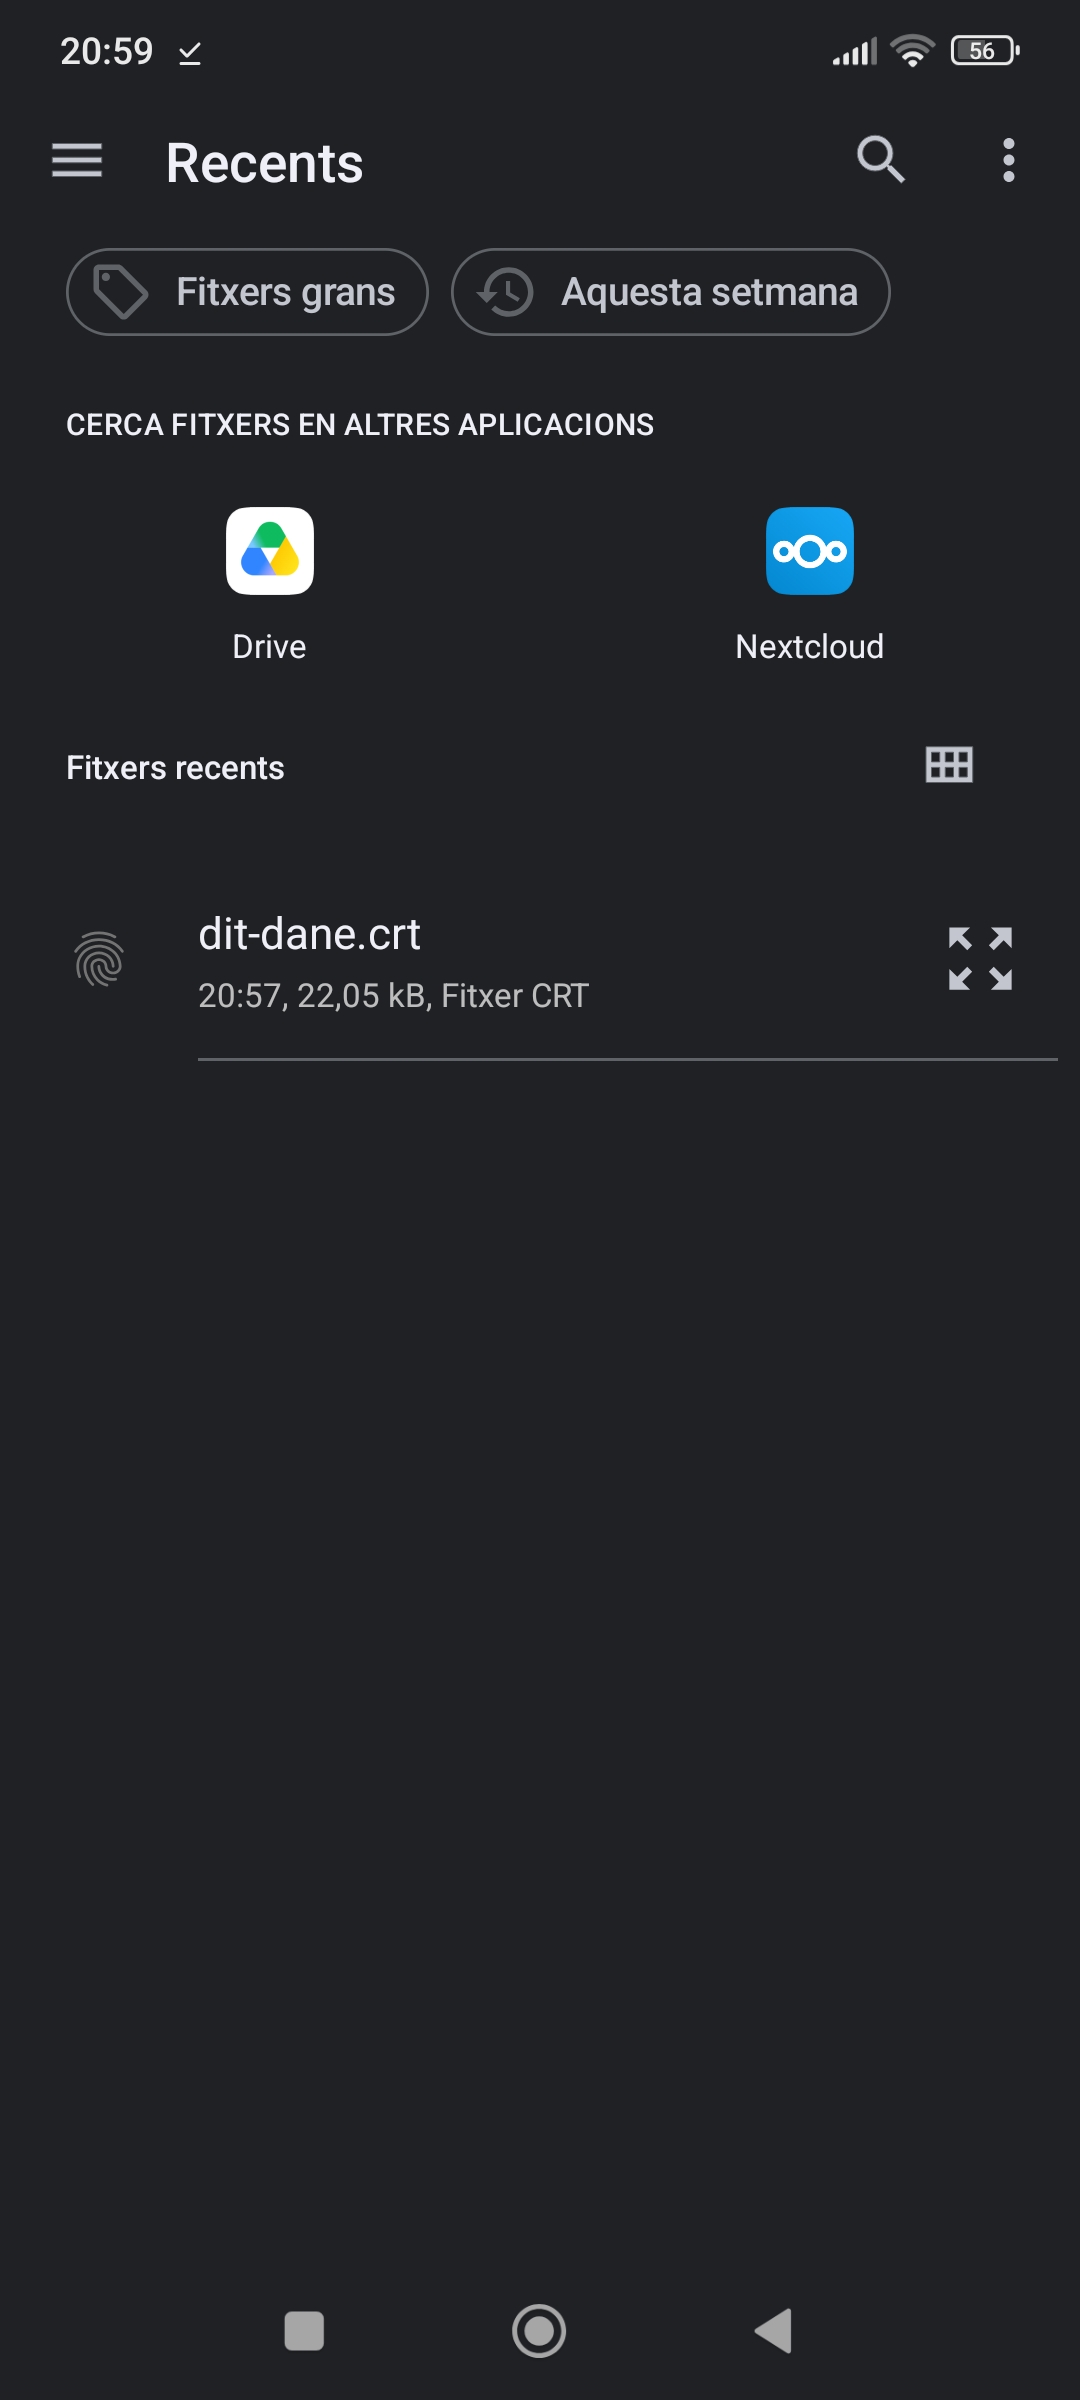 20:59
56
Recents
Fitxers grans
Aquesta setmana
CERCA FITXERS EN ALTRES APLICACIONS
Drive
Nextcloud
Fitxers recents
dit-dane.crt
20:57, 22,05 kB, Fitxer CRT